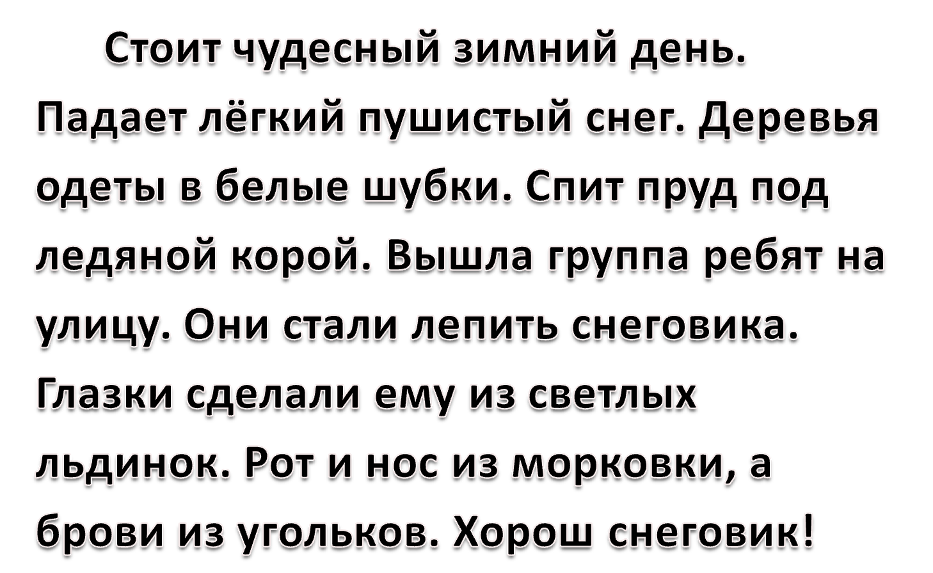 Стоит чудесный зимний день.
Падает лёгкий пушистый снег. Деревья
одеты в белые шубки. Спит пруд под
ледяной корой. Вышла группа ребят на
улицу. Они стали лепить снеговика.
Глазки сделали ему из светлых
льдинок. Рот и нос из морковки, а
брови из угольков. Хорош снеговик!